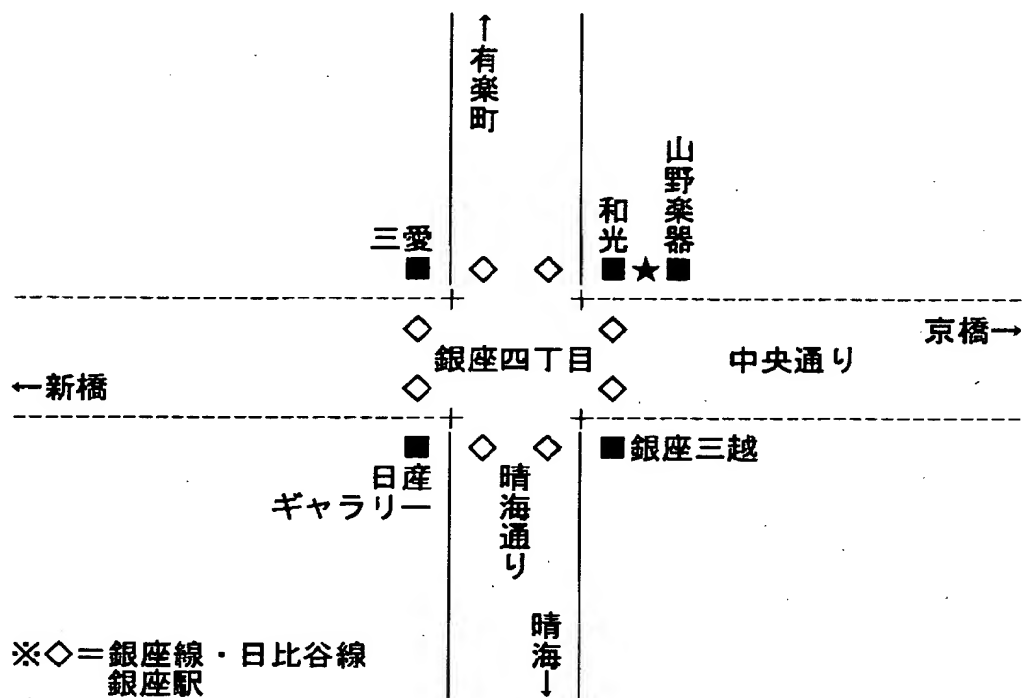 ↑有楽町
山野楽器
和光
三愛
■ ◇ ◇ ■★■
◇ ◇
京橋→
銀座四丁目
中央通り
←新橋
◇ ◇
■ ◇ ◇ ■銀座三越
日産
ギャラリー
晴海通り
晴海↓
※◇=銀座線・日比谷線
銀座駅